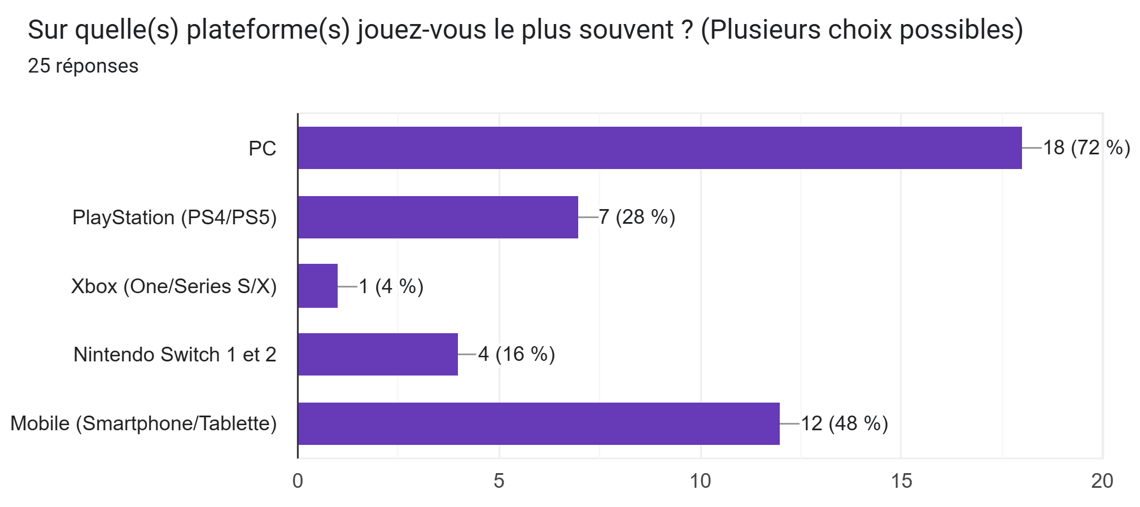 Sur quelle(s) plateforme(s) jouez-vous le plus souvent ? (Plusieurs choix possibles)
25 réponses
PC
18 (72 %)
PlayStation (PS4/PS5)
7 (28 %)
Xbox (One/Series S/X)
1 (4 %)
Nintendo Switch 1 et 2
4 (16 %)
Mobile (Smartphone/Tablette)
12 (48 %)
0 5 10 15 20